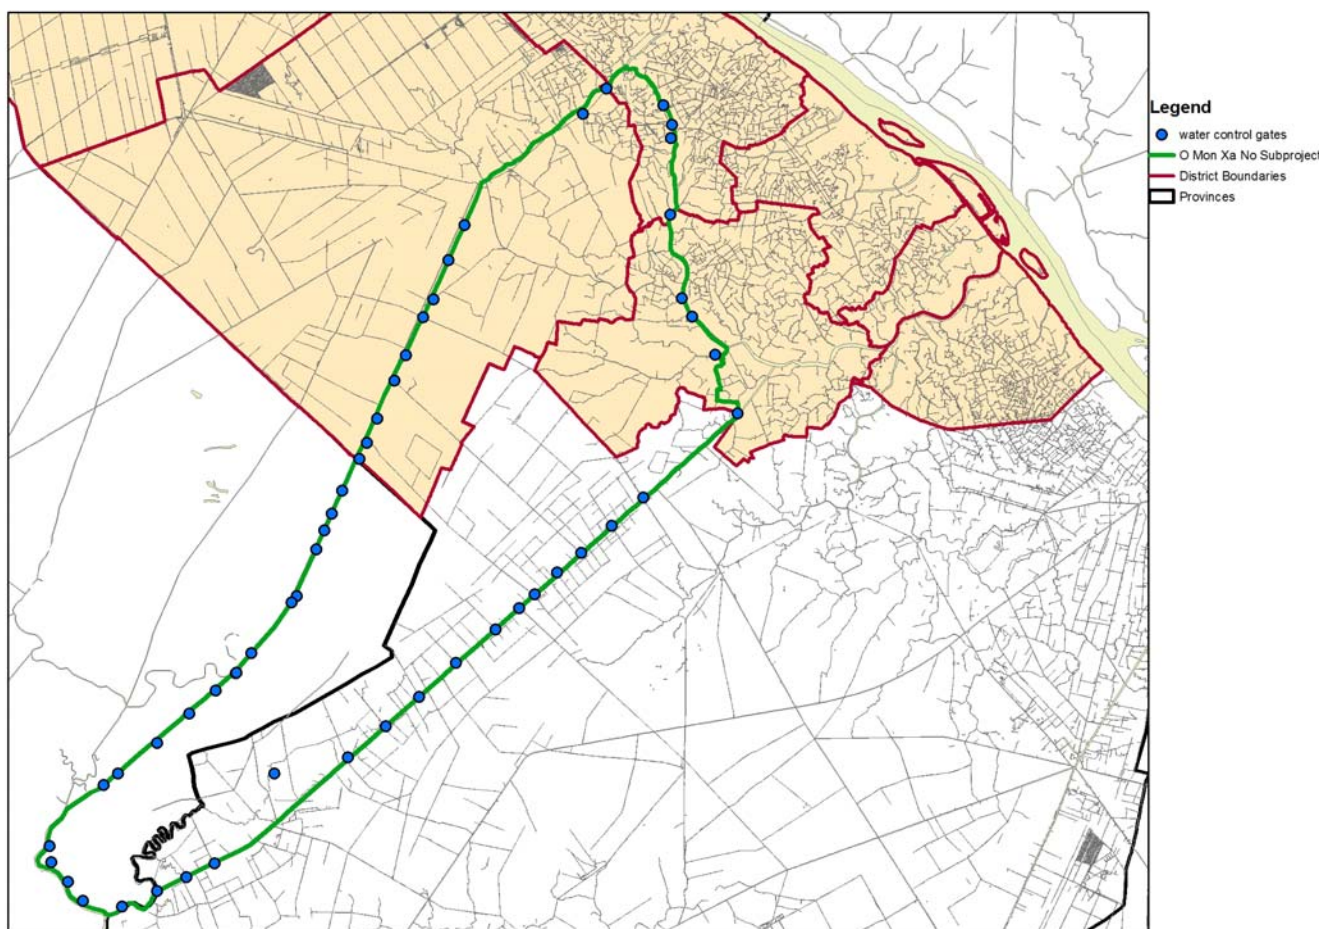 Legend
water control gates
O Mon Xa No Subproject
District Boundaries
Provinces